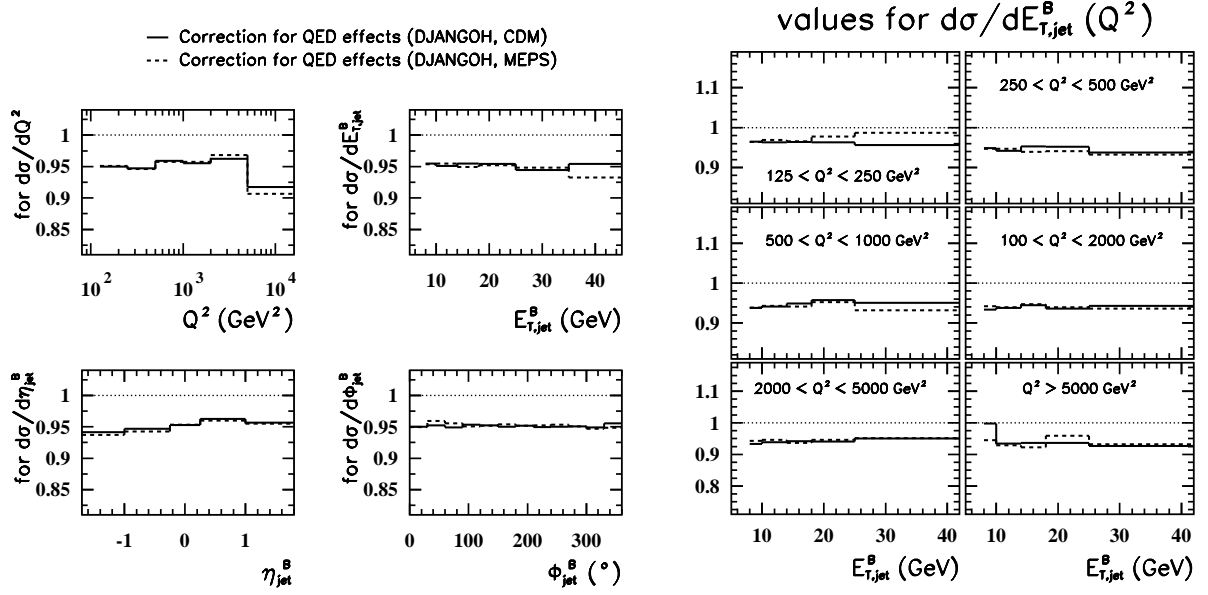 Correction for QED effects (DJANGOH, CDM)
Correction for QED effects (DJANGOH, MEPS)
for dσ/dQ²
1
0.95
0.9
0.85
10² 10³ 10⁴
Q² (GeV²)
for dσ/dE^B_T,jet
1
0.95
0.9
0.85
10 20 30 40
E^B_T,jet (GeV)
for dσ/dη^B_jet
1
0.95
0.9
0.85
-1 0 1
η^B_jet
for dσ/dϕ^B_jet
1
0.95
0.9
0.85
0 100 200 300
ϕ^B_jet (°)
values for dσ/dE^B_T,jet (Q²)
1.1
1
0.9
125 < Q² < 250 GeV²
250 < Q² < 500 GeV²
1.1
1
0.9
500 < Q² < 1000 GeV²
100 < Q² < 2000 GeV²
1.1
1
0.9
0.8
2000 < Q² < 5000 GeV²
Q² > 5000 GeV²
10 20 30 40
10 20 30 40
E^B_T,jet (GeV)
E^B_T,jet (GeV)